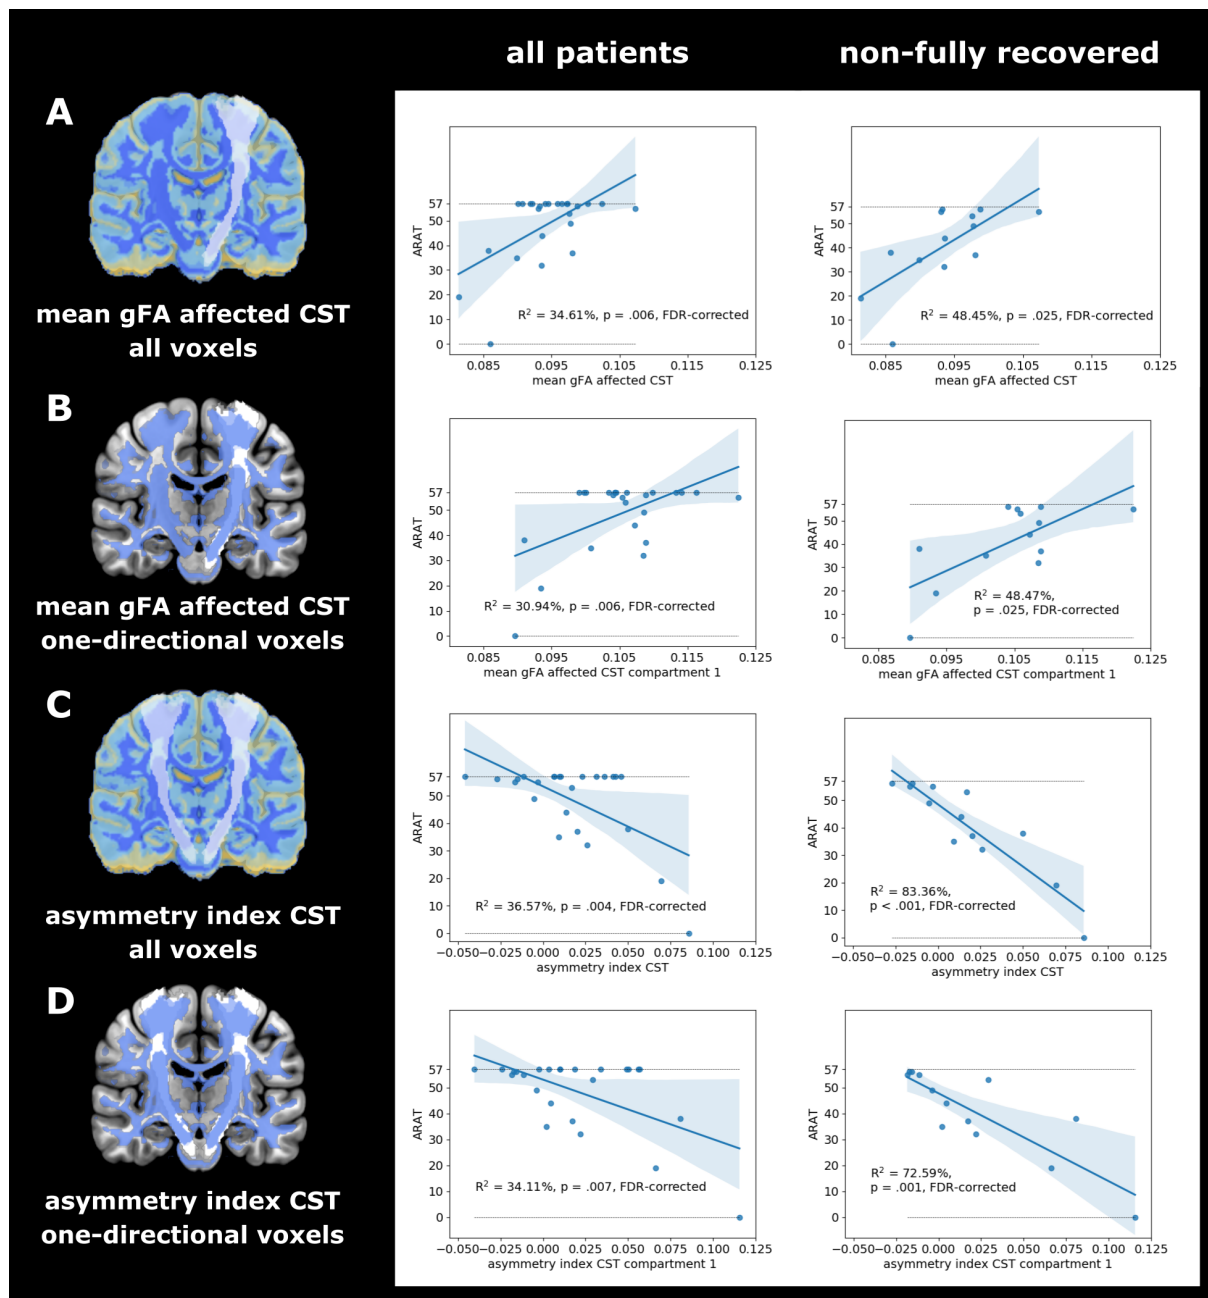 all patients
non-fully recovered
A
mean gFA affected CST
all voxels
57
50
40
30
20
10
0
ARAT
R² = 34.61%, p = .006, FDR-corrected
0.085 0.095 0.105 0.115 0.125
mean gFA affected CST
57
50
40
30
20
10
0
ARAT
R² = 48.45%, p = .025, FDR-corrected
0.085 0.095 0.105 0.115 0.125
mean gFA affected CST
B
mean gFA affected CST
one-directional voxels
57
50
40
30
20
10
0
ARAT
R² = 30.94%, p = .006, FDR-corrected
0.085 0.095 0.105 0.115 0.125
mean gFA affected CST compartment 1
57
50
40
30
20
10
0
ARAT
R² = 48.47%,
p = .025, FDR-corrected
0.085 0.095 0.105 0.115 0.125
mean gFA affected CST compartment 1
C
asymmetry index CST
all voxels
57
50
40
30
20
10
0
ARAT
R² = 36.57%, p = .004, FDR-corrected
−0.050 −0.025 0.000 0.025 0.050 0.075 0.100 0.125
asymmetry index CST
57
50
40
30
20
10
0
ARAT
R² = 83.36%,
p < .001, FDR-corrected
−0.050 −0.025 0.000 0.025 0.050 0.075 0.100 0.125
asymmetry index CST
D
asymmetry index CST
one-directional voxels
57
50
40
30
20
10
0
ARAT
R² = 34.11%, p = .007, FDR-corrected
−0.050 −0.025 0.000 0.025 0.050 0.075 0.100 0.125
asymmetry index CST compartment 1
57
50
40
30
20
10
0
ARAT
R² = 72.59%,
p = .001, FDR-corrected
−0.050 −0.025 0.000 0.025 0.050 0.075 0.100 0.125
asymmetry index CST compartment 1